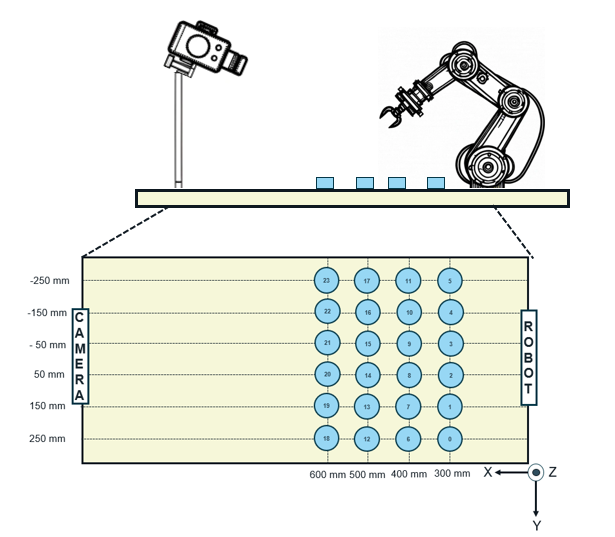 -250 mm 23 17 11 5
-150 mm 22 16 10 4
- 50 mm 21 15 9 3
50 mm 20 14 8 2
150 mm 19 13 7 1
250 mm 18 12 6 0
CAMERA
ROBOT
600 mm 500 mm 400 mm 300 mm
X Z
Y